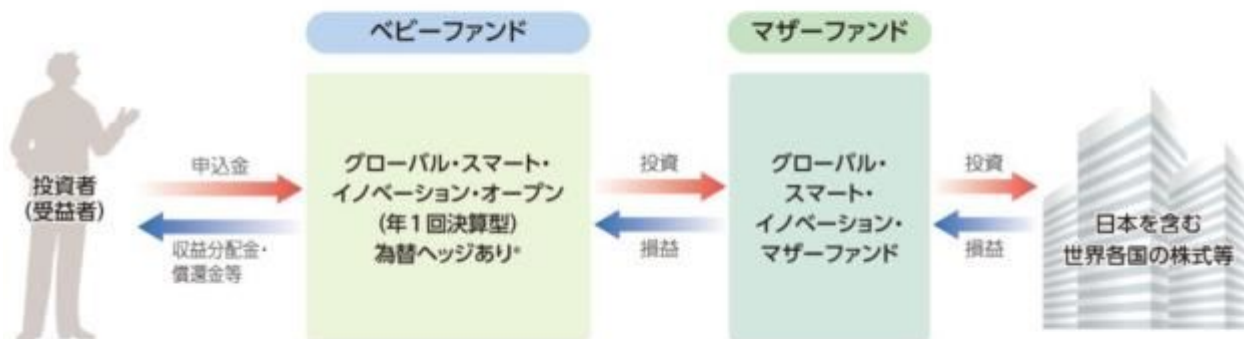 ベビーファンド
マザーファンド
投資者
(受益者)
申込金
収益分配金・
償還金等
グローバル・スマート・
イノベーション・オープン
(年1回決算型)
為替ヘッジあり*
投資
損益
グローバル・
スマート・
イノベーション・
マザーファンド
投資
損益
日本を含む
世界各国の株式等